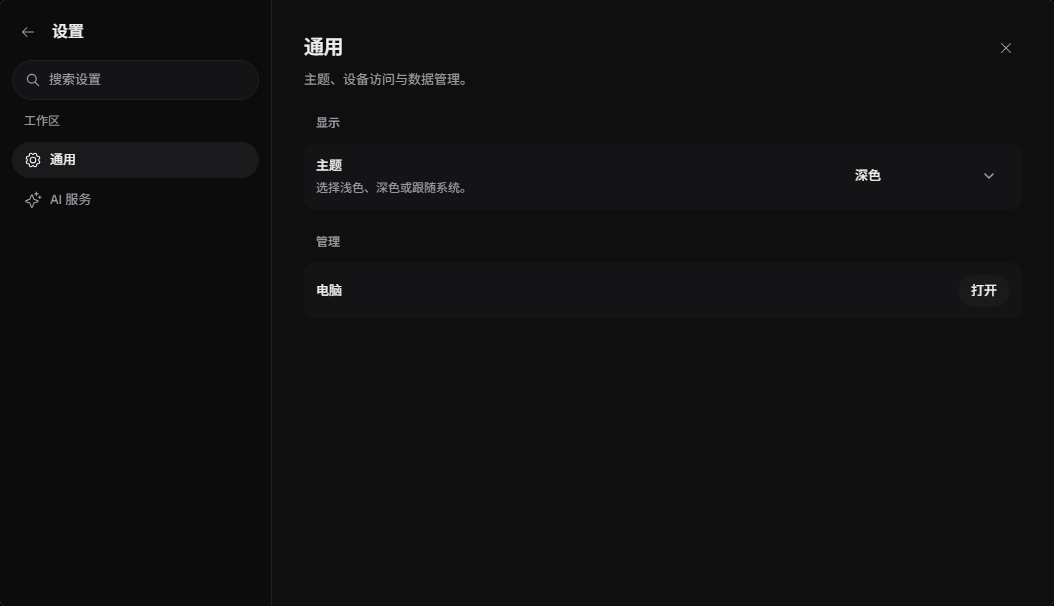 设置
搜索设置
工作区
通用
AI 服务
通用
主题、设备访问与数据管理。
显示
主题
选择浅色、深色或跟随系统。
深色
管理
电脑
打开